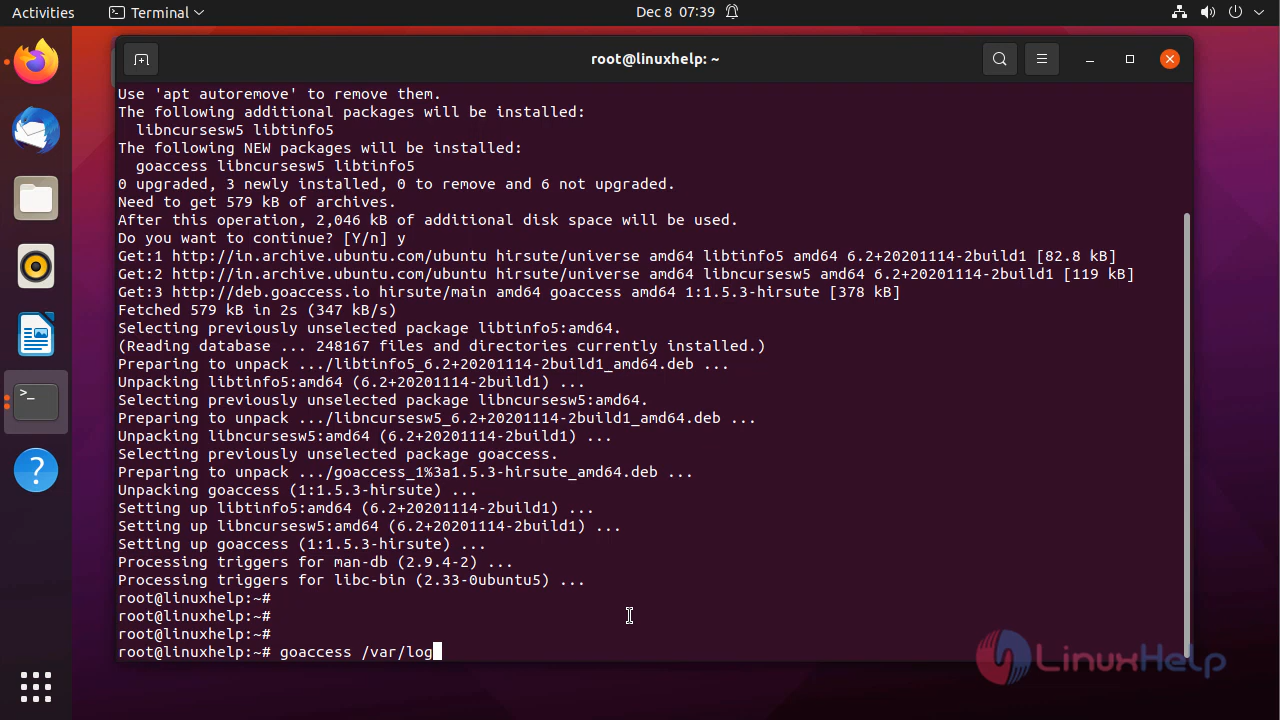 Activities Terminal Dec 8 07:39
root@linuxhelp: ~
Use 'apt autoremove' to remove them.
The following additional packages will be installed:
libncursesw5 libtinfo5
The following NEW packages will be installed:
goaccess libncursesw5 libtinfo5
0 upgraded, 3 newly installed, 0 to remove and 6 not upgraded.
Need to get 579 kB of archives.
After this operation, 2,046 kB of additional disk space will be used.
Do you want to continue? [Y/n] y
Get:1 http://in.archive.ubuntu.com/ubuntu hirsute/universe amd64 libtinfo5 amd64 6.2+20201114-2build1 [82.8 kB]
Get:2 http://in.archive.ubuntu.com/ubuntu hirsute/universe amd64 libncursesw5 amd64 6.2+20201114-2build1 [119 kB]
Get:3 http://deb.goaccess.io hirsute/main amd64 goaccess amd64 1:1.5.3-hirsute [378 kB]
Fetched 579 kB in 2s (347 kB/s)
Selecting previously unselected package libtinfo5:amd64.
(Reading database ... 248167 files and directories currently installed.)
Preparing to unpack .../libtinfo5_6.2+20201114-2build1_amd64.deb ...
Unpacking libtinfo5:amd64 (6.2+20201114-2build1) ...
Selecting previously unselected package libncursesw5:amd64.
Preparing to unpack .../libncursesw5_6.2+20201114-2build1_amd64.deb ...
Unpacking libncursesw5:amd64 (6.2+20201114-2build1) ...
Selecting previously unselected package goaccess.
Preparing to unpack .../goaccess_1%3a1.5.3-hirsute_amd64.deb ...
Unpacking goaccess (1:1.5.3-hirsute) ...
Setting up libtinfo5:amd64 (6.2+20201114-2build1) ...
Setting up libncursesw5:amd64 (6.2+20201114-2build1) ...
Setting up goaccess (1:1.5.3-hirsute) ...
Processing triggers for man-db (2.9.4-2) ...
Processing triggers for libc-bin (2.33-0ubuntu5) ...
root@linuxhelp:~#
root@linuxhelp:~#
root@linuxhelp:~#
root@linuxhelp:~# goaccess /var/log
LinuxHelp